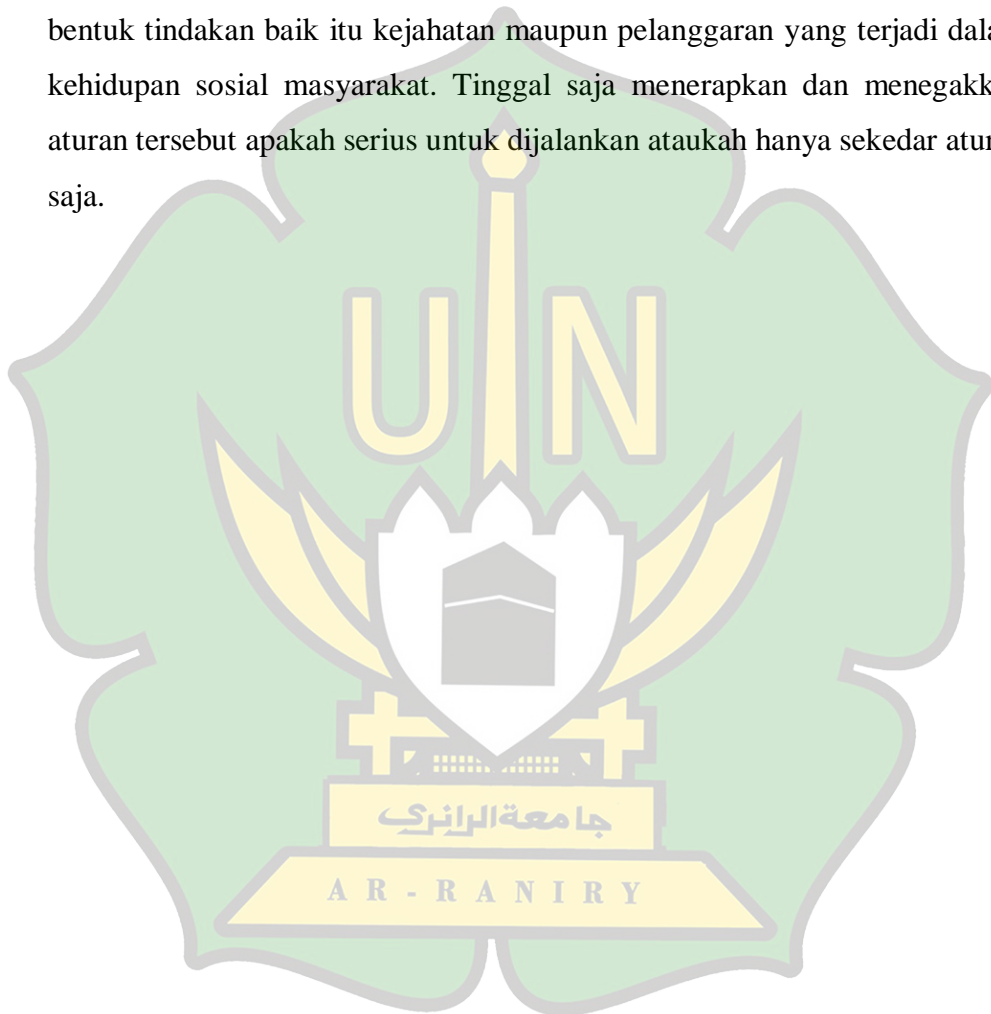 bentuk tindakan baik itu kejahatan maupun pelanggaran yang terjadi dala
kehidupan sosial masyarakat. Tinggal saja menerapkan dan menegakk
aturan tersebut apakah serius untuk dijalankan ataukah hanya sekedar atur
saja.
UIN
جامعةالرانري
AR-RANIRY